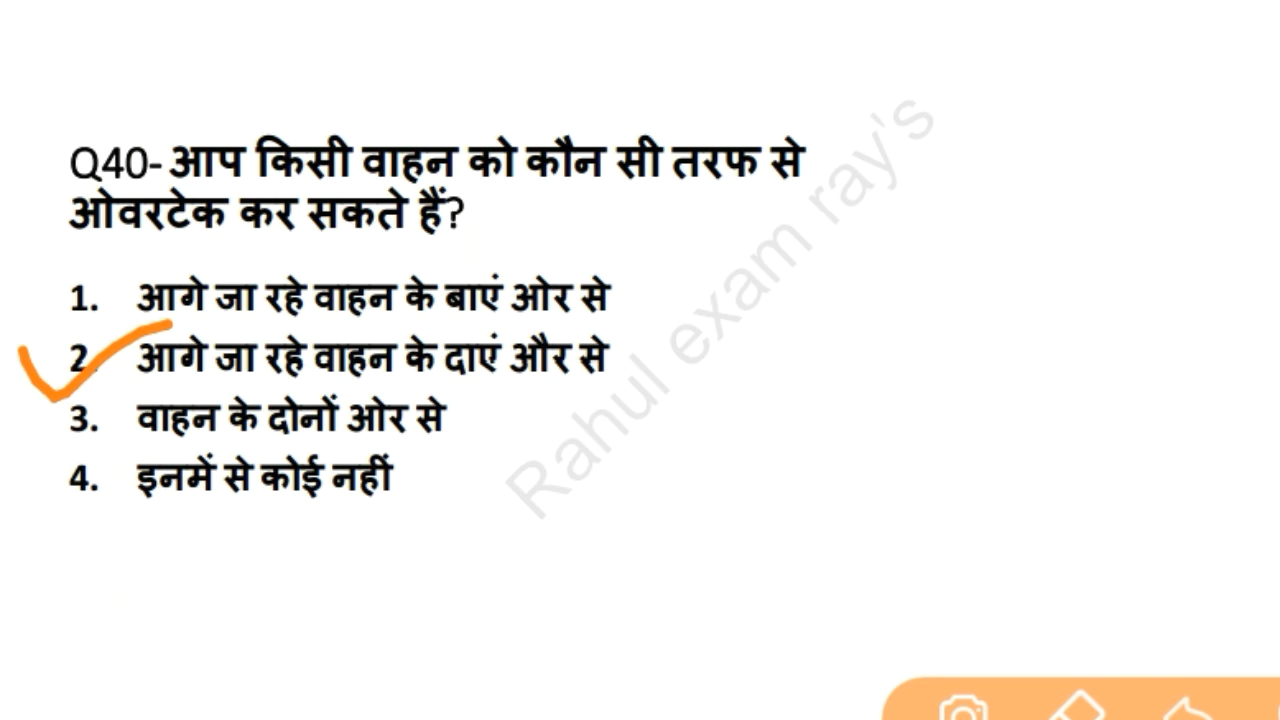 Q40- आप किसी वाहन को कौन सी तरफ से
ओवरटेक कर सकते हैं?
1. आगे जा रहे वाहन के बाएं ओर से
2. आगे जा रहे वाहन के दाएं और से
3. वाहन के दोनों ओर से
4. इनमें से कोई नहीं
Rahul exam ray's